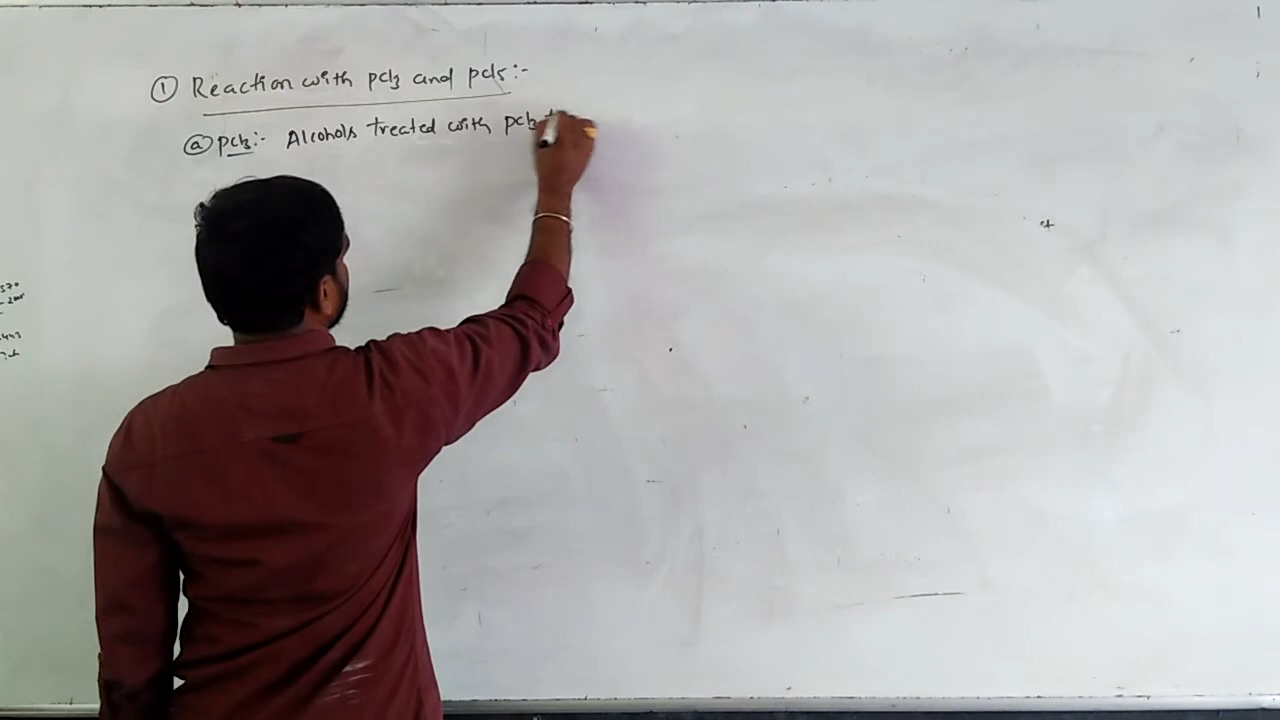 ① Reaction with pcl3 and pcl5:-
ⓐ pcl3:- Alcohols treated with pcl3